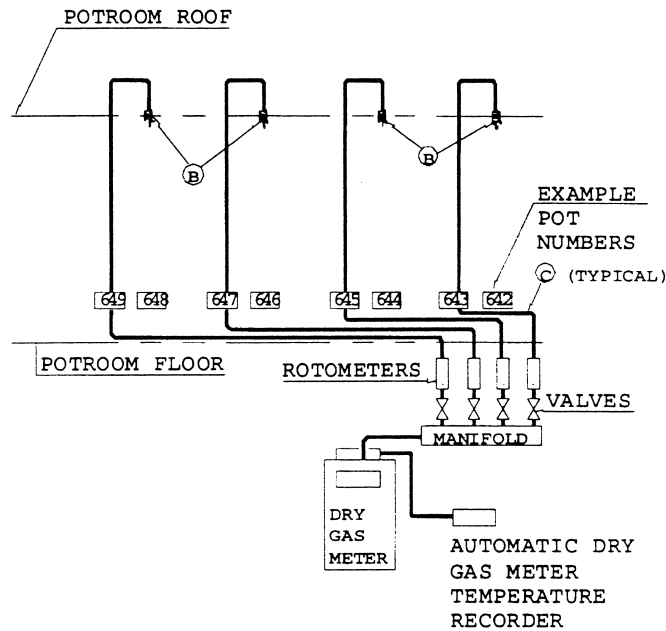 POTROOM ROOF
B
B
EXAMPLE
POT
NUMBERS
C (TYPICAL)
649 648 647 646 645 644 643 642
POTROOM FLOOR
ROTOMETERS
VALVES
MANIFOLD
DRY
GAS
METER
AUTOMATIC DRY
GAS METER
TEMPERATURE
RECORDER